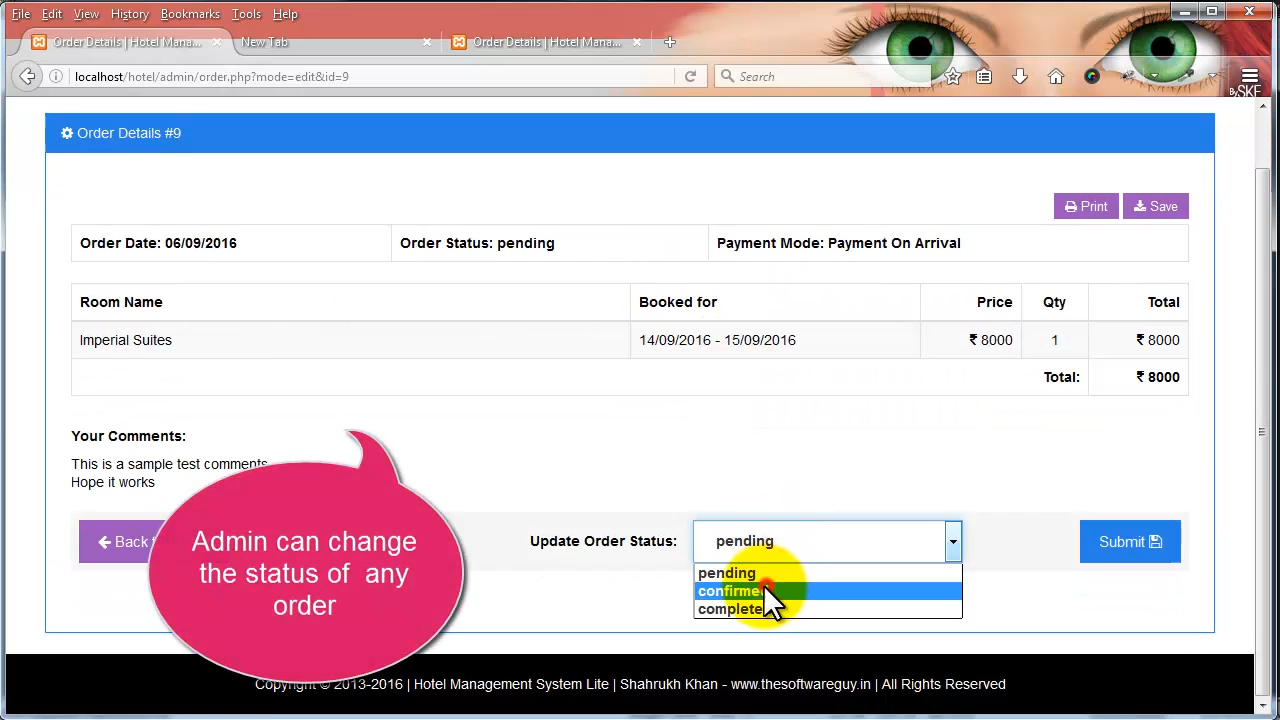 File Edit View History Bookmarks Tools Help
Order Details | Hotel Mana...
New Tab
Order Details | Hotel Mana...
localhost/hotel/admin/order.php?mode=edit&id=9
Search
By SKE
Order Details #9
Print
Save
Order Date: 06/09/2016
Order Status: pending
Payment Mode: Payment On Arrival
Room Name
Booked for
Price
Qty
Total
Imperial Suites
14/09/2016 - 15/09/2016
₹ 8000
1
₹ 8000
Total:
₹ 8000
Your Comments:
This is a sample test comments
Hope it works
Back
Update Order Status:
pending
Submit
pending
confirmed
complete
Admin can change
the status of any
order
Copyright © 2013-2016 | Hotel Management System Lite | Shahrukh Khan - www.thesoftwareguy.in | All Rights Reserved